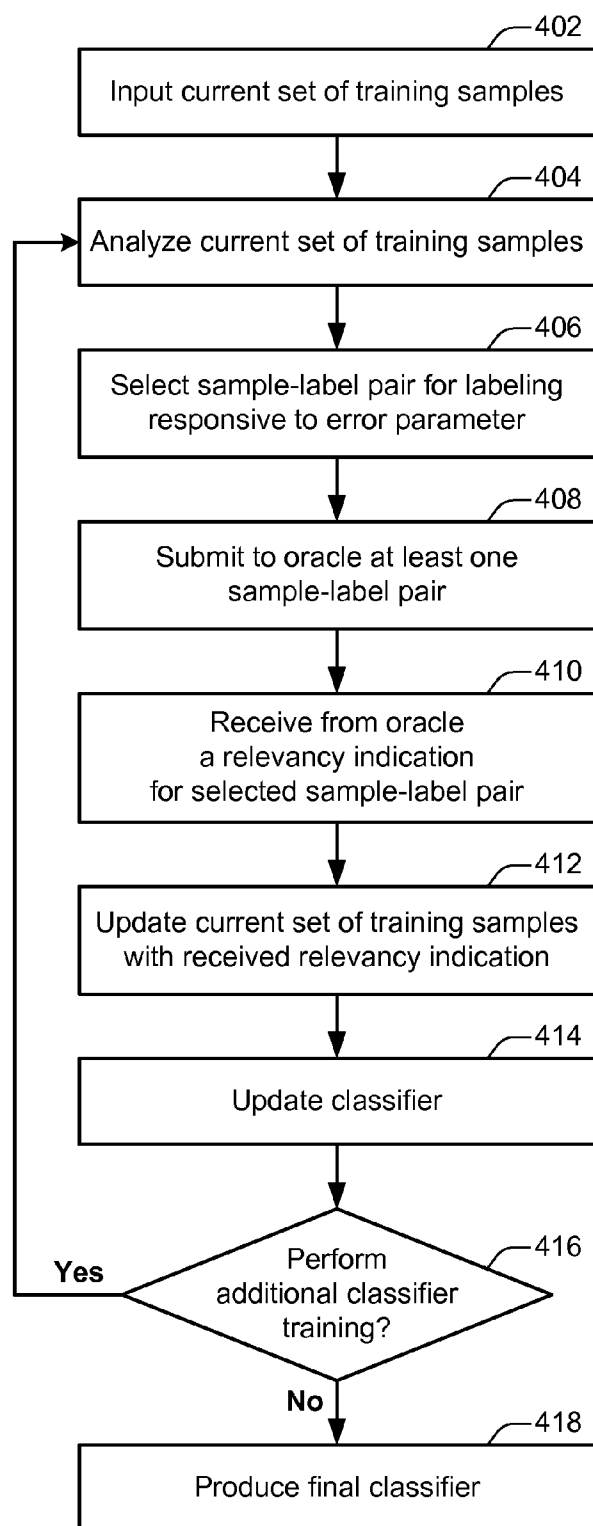 402
Input current set of training samples
404
Analyze current set of training samples
406
Select sample-label pair for labeling
responsive to error parameter
408
Submit to oracle at least one
sample-label pair
410
Receive from oracle
a relevancy indication
for selected sample-label pair
412
Update current set of training samples
with received relevancy indication
414
Update classifier
416
Perform
additional classifier
training?
Yes
No
418
Produce final classifier